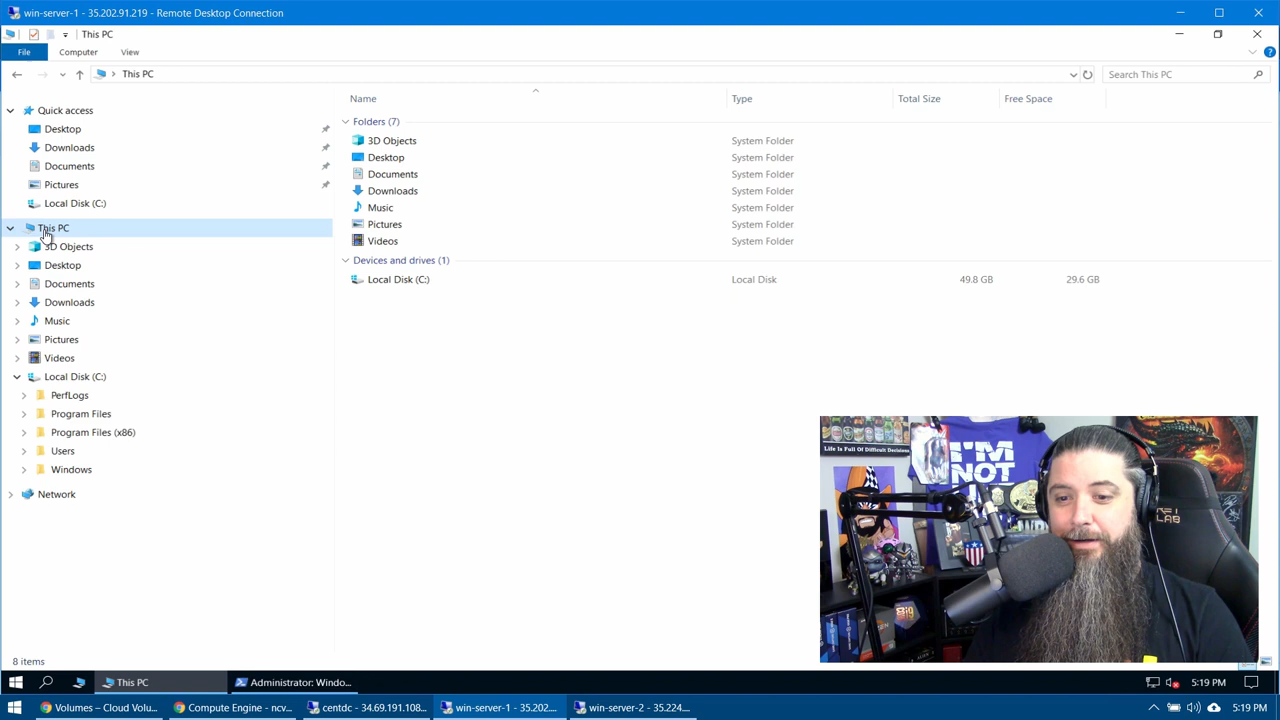 win-server-1 - 35.202.91.219 - Remote Desktop Connection
This PC
File Computer View
This PC
Search This PC
Name Type Total Size Free Space
Quick access
Desktop
Downloads
Documents
Pictures
Local Disk (C:)
This PC
3D Objects
Desktop
Documents
Downloads
Music
Pictures
Videos
Local Disk (C:)
PerfLogs
Program Files
Program Files (x86)
Users
Windows
Network
Folders (7)
3D Objects System Folder
Desktop System Folder
Documents System Folder
Downloads System Folder
Music System Folder
Pictures System Folder
Videos System Folder
Devices and drives (1)
Local Disk (C:) Local Disk 49.8 GB 29.6 GB
Life Is Full Of Difficult Decisions
I'M
NOT
8 items
This PC Administrator: Windo... 5:19 PM
Volumes – Cloud Volu... Compute Engine - ncv... centdc - 34.69.191.108... win-server-1 - 35.202.... win-server-2 - 35.224.... 5:19 PM